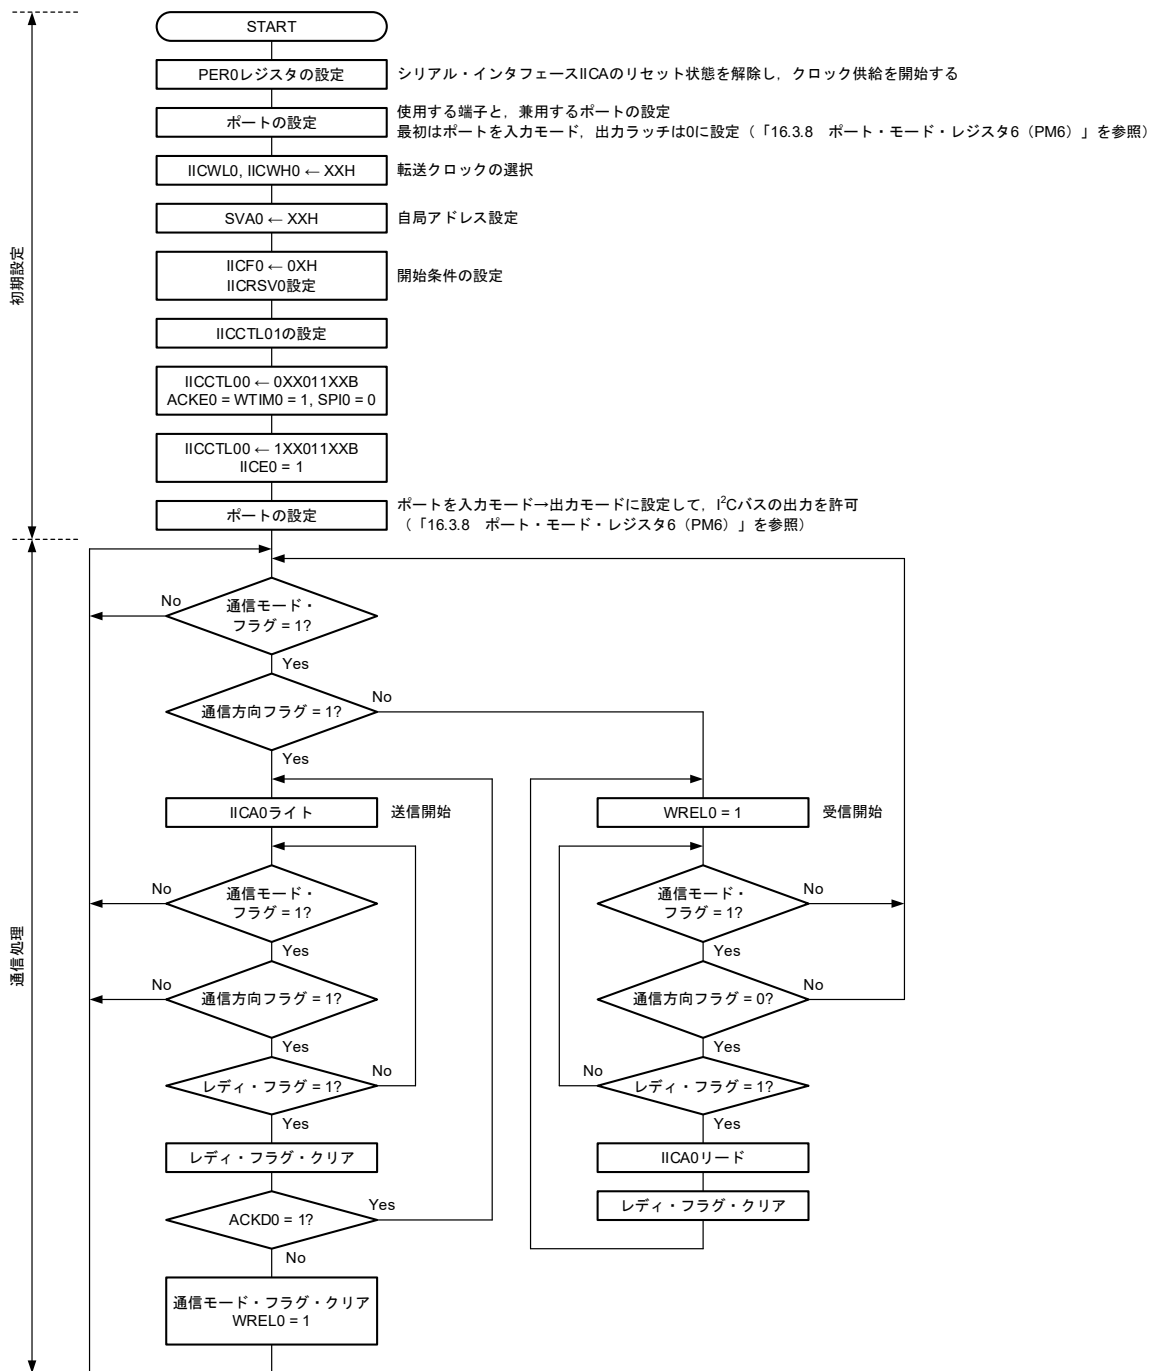 START
PER0レジスタの設定
シリアル・インタフェースIICAのリセット状態を解除し，クロック供給を開始する
ポートの設定
使用する端子と，兼用するポートの設定
最初はポートを入力モード，出力ラッチは0に設定（「16.3.8　ポート・モード・レジスタ6（PM6）」を参照）
IICWL0, IICWH0 ← XXH
転送クロックの選択
SVA0 ← XXH
自局アドレス設定
IICF0 ← 0XH
IICRSV0設定
開始条件の設定
IICCTL01の設定
IICCTL00 ← 0XX011XXB
ACKE0 = WTIM0 = 1, SPI0 = 0
IICCTL00 ← 1XX011XXB
IICE0 = 1
ポートの設定
ポートを入力モード→出力モードに設定して，I²Cバスの出力を許可
（「16.3.8　ポート・モード・レジスタ6（PM6）」を参照）
初期設定
通信モード・
フラグ = 1?
No
Yes
通信方向フラグ = 1?
No
Yes
IICA0ライト
送信開始
通信モード・
フラグ = 1?
No
Yes
通信方向フラグ = 1?
No
Yes
レディ・フラグ = 1?
No
Yes
レディ・フラグ・クリア
ACKD0 = 1?
Yes
No
通信モード・フラグ・クリア
WREL0 = 1
WREL0 = 1
受信開始
通信モード・
フラグ = 1?
No
Yes
通信方向フラグ = 0?
No
Yes
レディ・フラグ = 1?
No
Yes
IICA0リード
レディ・フラグ・クリア
通信処理